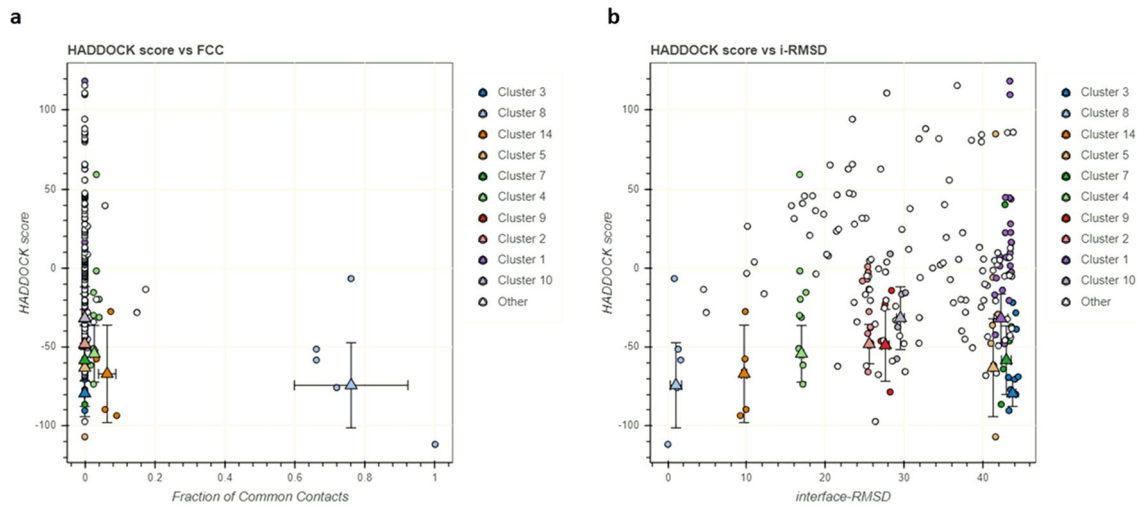 a
HADDOCK score vs FCC
HADDOCK score
100
50
0
-50
-100
0
0.2
0.4
0.6
0.8
1
Fraction of Common Contacts
Cluster 3
Cluster 8
Cluster 14
Cluster 5
Cluster 7
Cluster 4
Cluster 9
Cluster 2
Cluster 1
Cluster 10
Other
b
HADDOCK score vs i-RMSD
HADDOCK score
100
50
0
-50
-100
0
10
20
30
40
interface-RMSD
Cluster 3
Cluster 8
Cluster 14
Cluster 5
Cluster 7
Cluster 4
Cluster 9
Cluster 2
Cluster 1
Cluster 10
Other